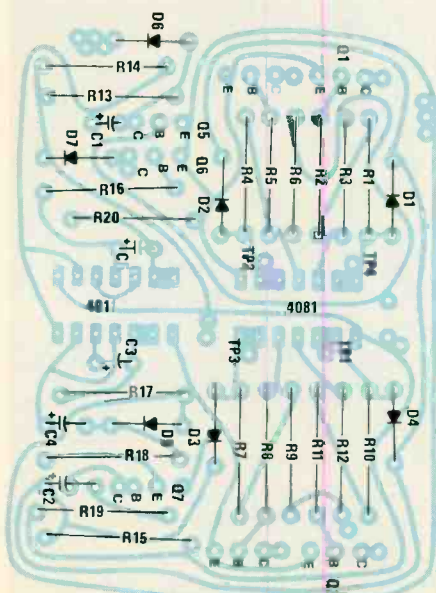 D6
R14
Q1
R13
E B C E B C
C1
C B E Q5
D7
C B E Q6
R16
R4 R5 R6 R2 R3 R1
D2
D1
R20
TP2
TP4
4081
C3
TP3
R17
C4
D3
D4
R18
R7 R8 R9 R11 R12 R10
C2
C B E Q7
R19
R15
E B C E B C